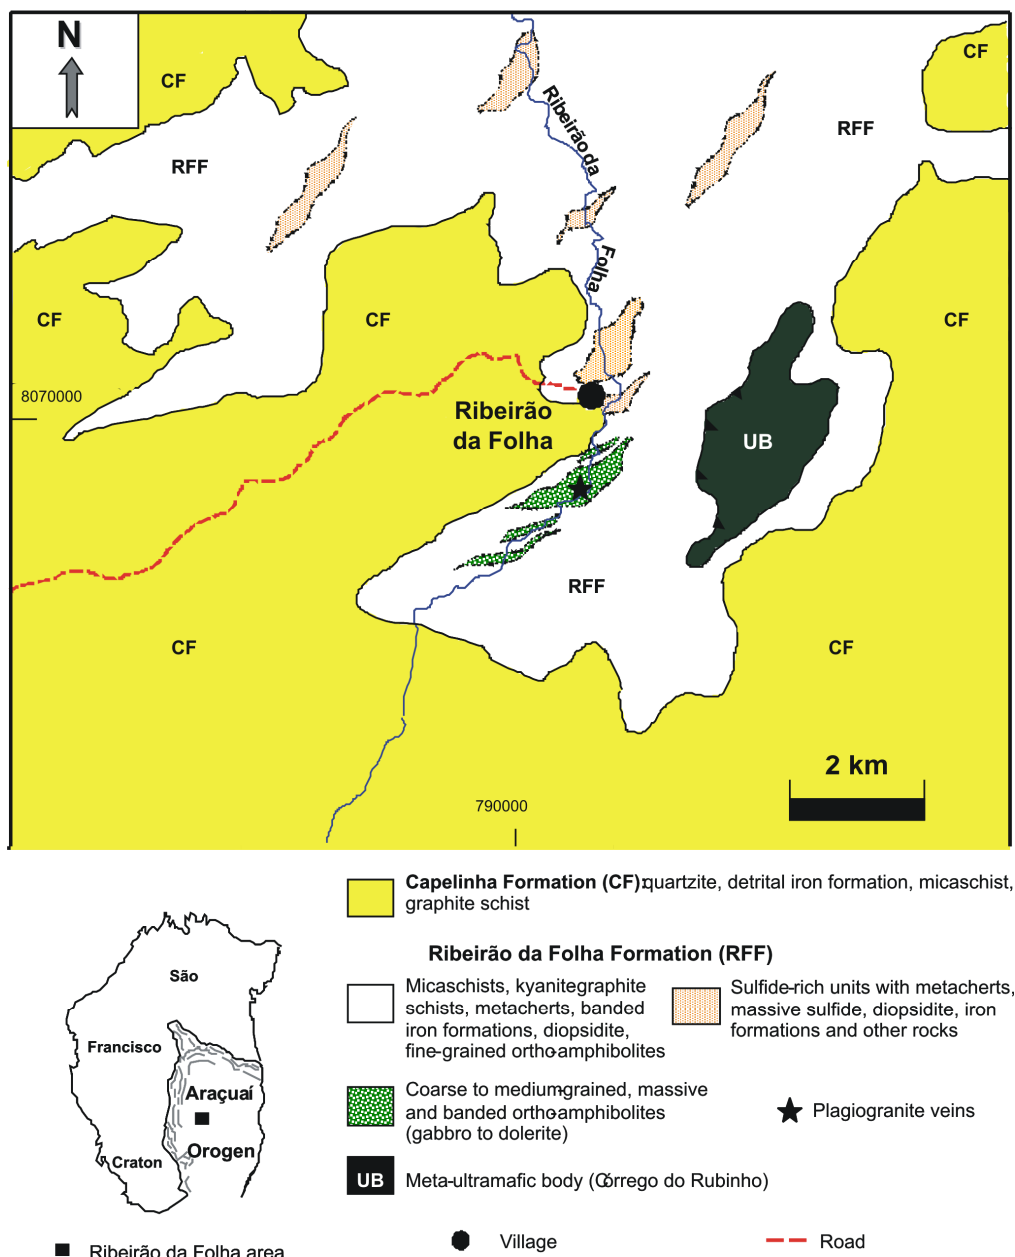 N
CF
CF
Ribeirão da
RFF
RFF
Folha
CF
CF
CF
8070000
Ribeirão
da Folha
UB
RFF
CF
CF
2 km
790000
Capelinha Formation (CF):quartzite, detrital iron formation, micaschist,
graphite schist
Ribeirão da Folha Formation (RFF)
Micaschists, kyanitegraphite
schists, metacherts, banded
iron formations, diopsidite,
fine-grained ortho-amphibolites
Sulfide-rich units with metacherts,
massive sulfide, diopsidite, iron
formations and other rocks
Coarse to medium-grained, massive
and banded ortho-amphibolites
(gabbro to dolerite)
Plagiogranite veins
UB
Meta-ultramafic body (Córrego do Rubinho)
Village
Road
São
Francisco
Araçuaí
Orogen
Craton
Ribeirão da Folha area